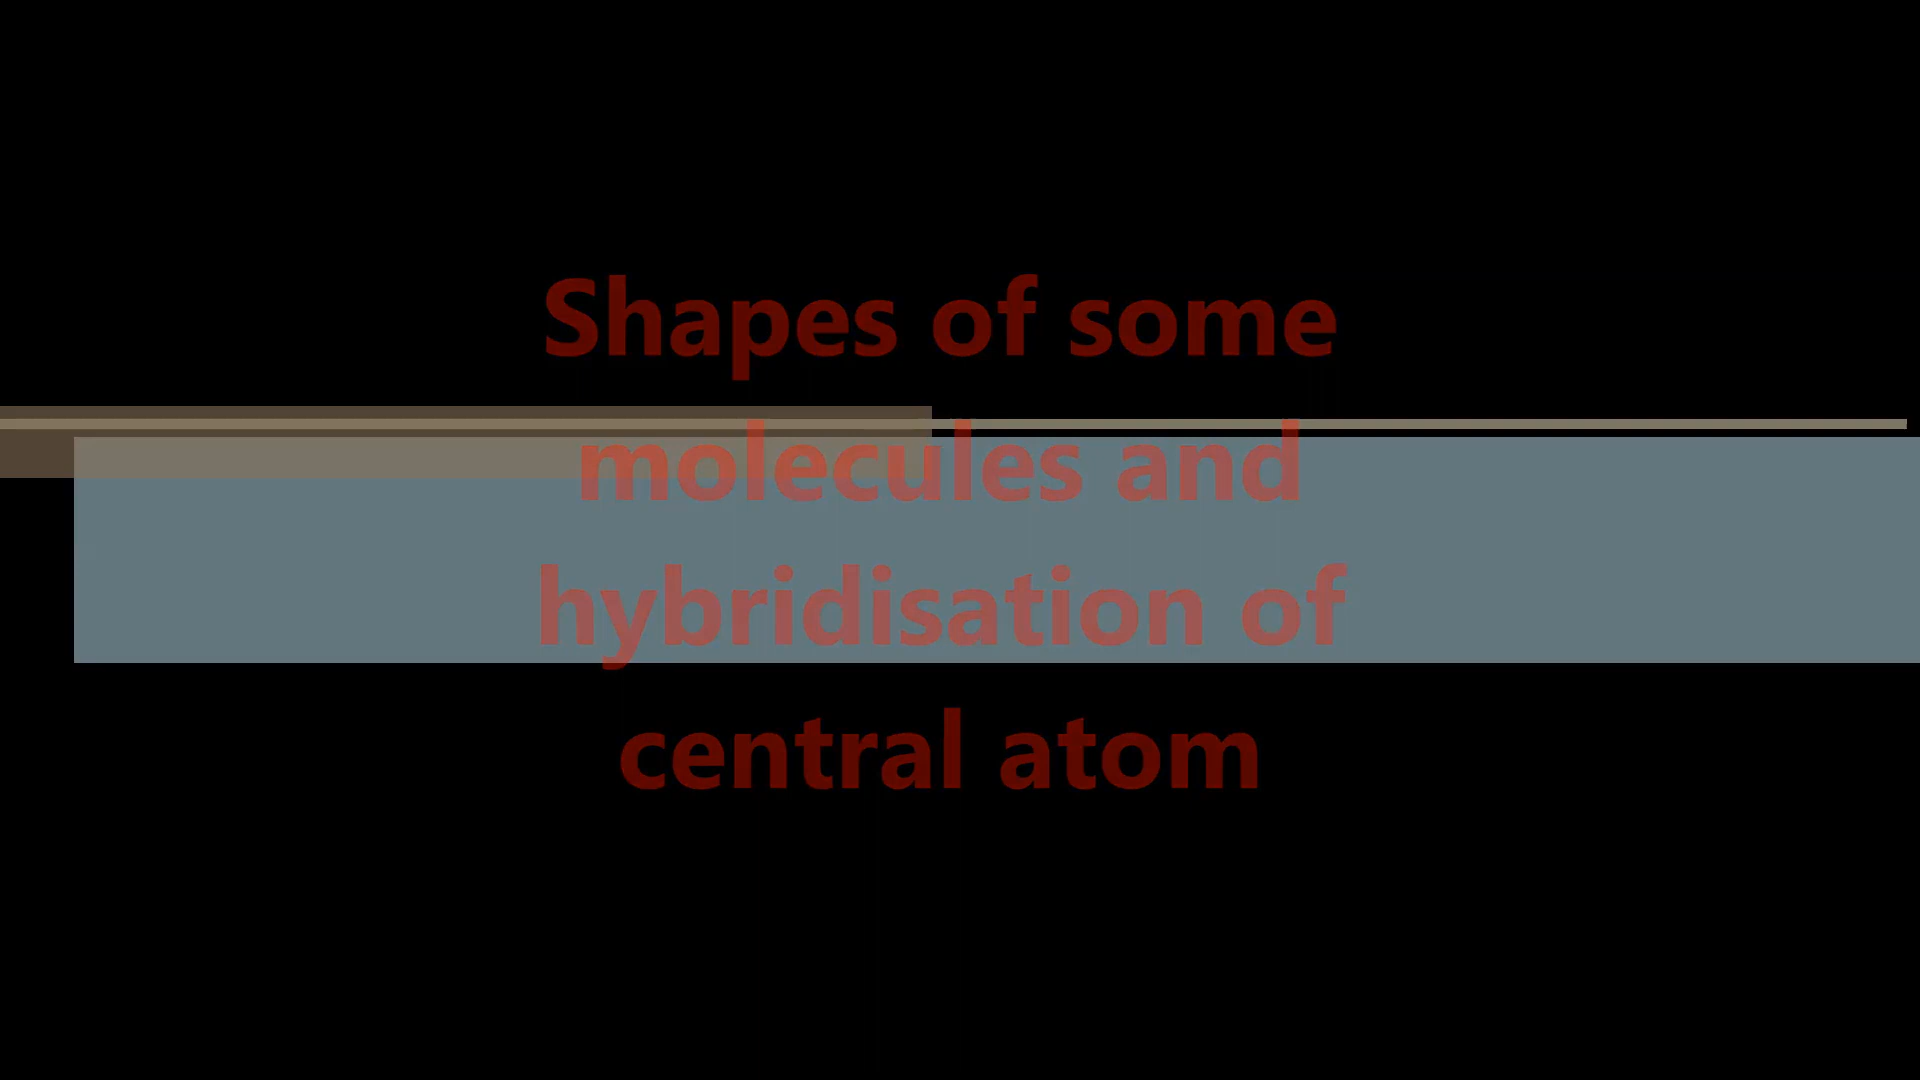 Shapes of some
molecules and
hybridisation of
central atom